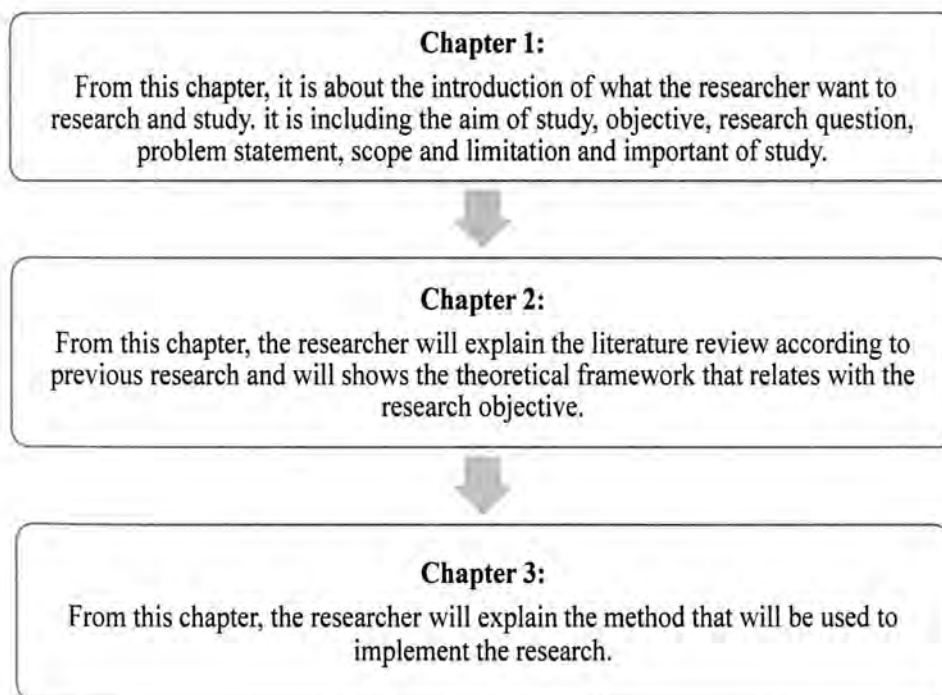 Chapter 1:
From this chapter, it is about the introduction of what the researcher want to
research and study. it is including the aim of study, objective, research question,
problem statement, scope and limitation and important of study.
Chapter 2:
From this chapter, the researcher will explain the literature review according to
previous research and will shows the theoretical framework that relates with the
research objective.
Chapter 3:
From this chapter, the researcher will explain the method that will be used to
implement the research.